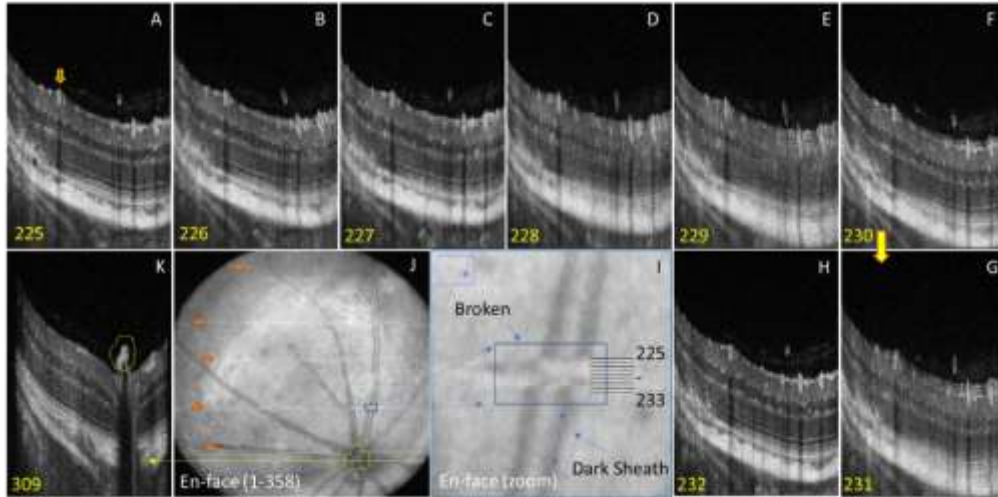 A
B
C
D
E
F
225
226
227
228
229
230
K
J
I
H
G
Broken
225
233
Dark Sheath
309
En-face (1-358)
En-face (zoom)
232
231